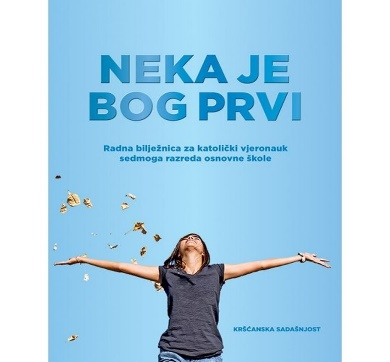 NEKA JE
BOG PRVI
Radna bilježnica za katolički vjeronauk
sedmoga razreda osnovne škole
KRŠĆANSKA SADAŠNJOST